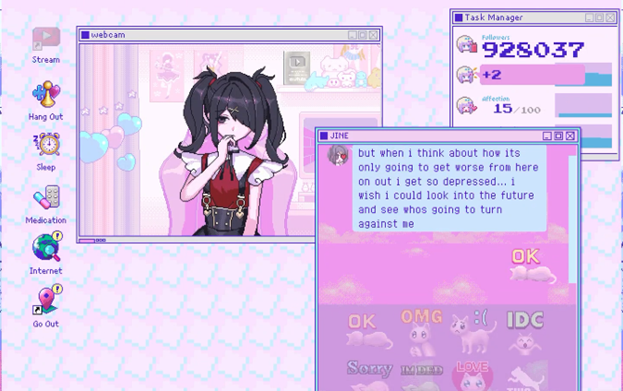 webcam
Task Manager
Followers
928037
+2
Affection
15/100
Stream
Hang Out
Sleep
Medication
Internet
Go Out
JINE
but when i think about how its
only going to get worse from here
on out i get so depressed... i
wish i could look into the future
and see whos going to turn
against me
OK
OK
OMG
:(
IDC
Sorry
IN BED
LOVE